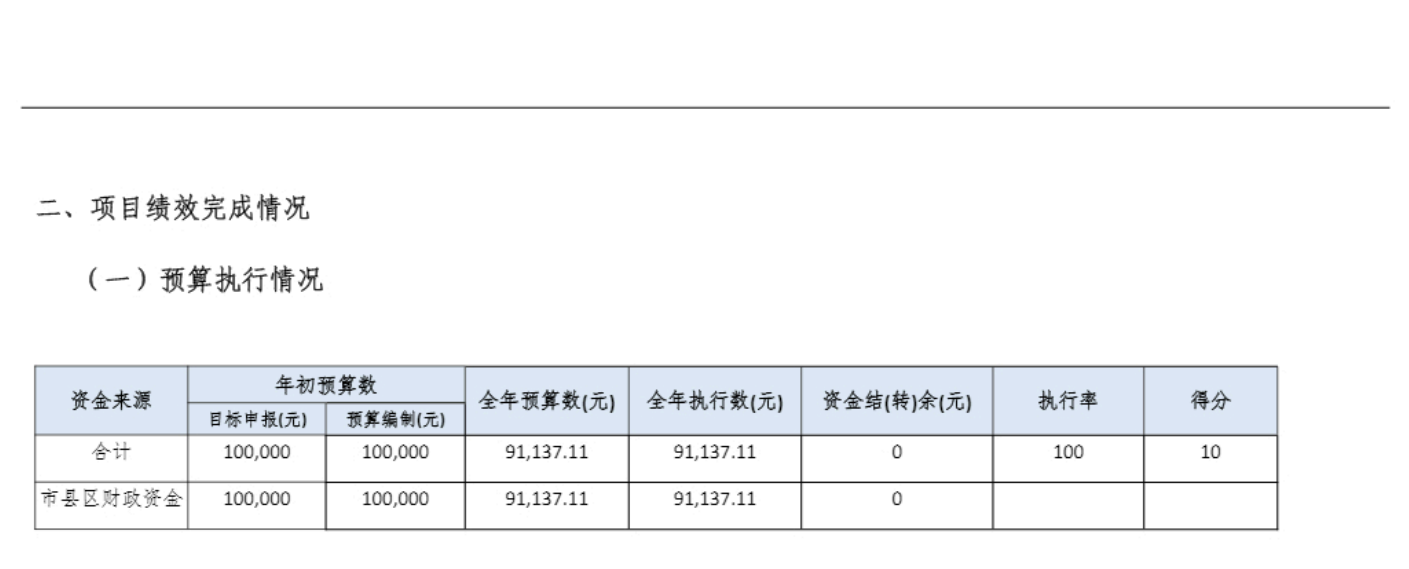 二、项目绩效完成情况
（一）预算执行情况
资金来源 年初预算数 全年预算数(元) 全年执行数(元) 资金结(转)余(元) 执行率 得分
目标申报(元) 预算编制(元)
合计 100,000 100,000 91,137.11 91,137.11 0 100 10
市县区财政资金 100,000 100,000 91,137.11 91,137.11 0